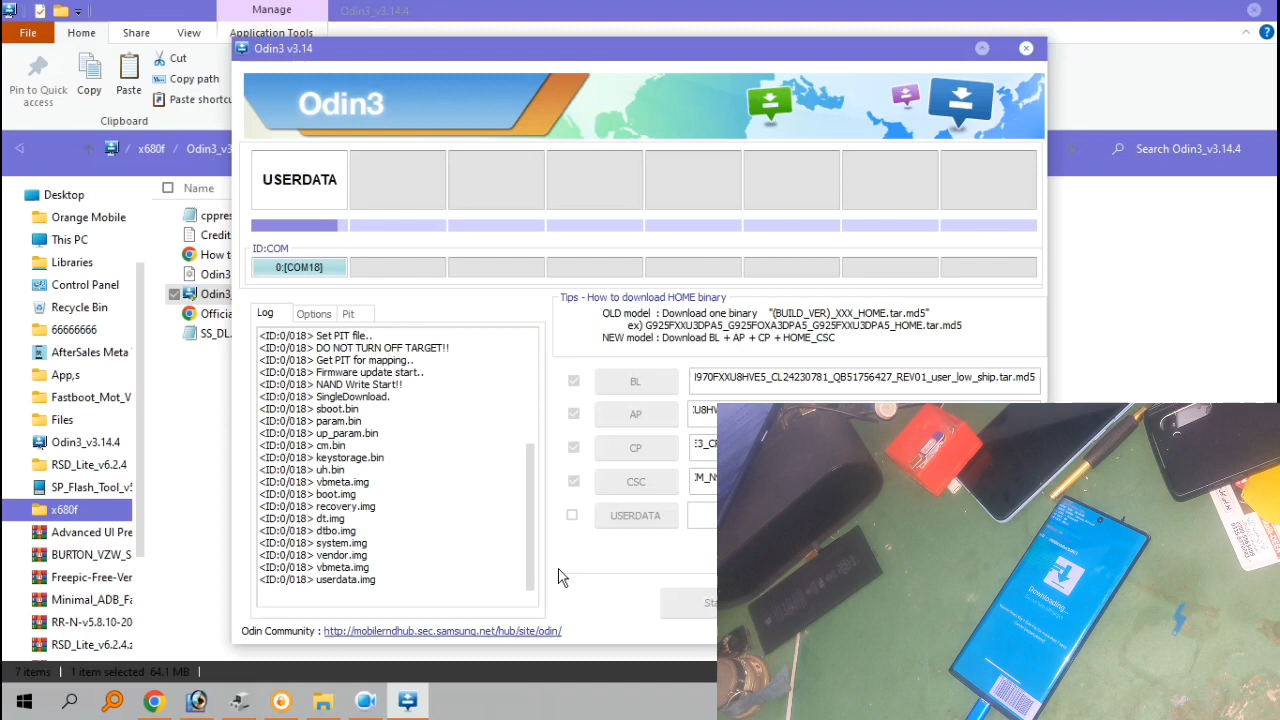 Manage
Odin3_v3.14.4
File
Home
Share
View
Application Tools
Pin to Quick access
Copy
Paste
Cut
Copy path
Paste shortcu
Clipboard
x680f
Odin3_v3
Search Odin3_v3.14.4
Desktop
Orange Mobile
This PC
Libraries
Control Panel
Recycle Bin
66666666
AfterSales Meta
App,s
Fastboot_Mot_V
Files
Odin3_v3.14.4
RSD_Lite_v6.2.4
SP_Flash_Tool_v5
x680f
Advanced UI Pre
BURTON_VZW_S
Freepic-Free-Ver
Minimal_ADB_Fa
RR-N-v5.8.10-20
RSD_Lite_v6.2.4.z
Name
cppres
Credit
How to
Odin3
Odin3_
Officia
SS_DL.
7 items
1 item selected 64.1 MB
Odin3 v3.14
Odin3
USERDATA
ID:COM
0:[COM18]
Log
Options
Pit
<ID:0/018> Set PIT file..
<ID:0/018> DO NOT TURN OFF TARGET!!
<ID:0/018> Get PIT for mapping..
<ID:0/018> Firmware update start..
<ID:0/018> NAND Write Start!!
<ID:0/018> SingleDownload.
<ID:0/018> sboot.bin
<ID:0/018> param.bin
<ID:0/018> up_param.bin
<ID:0/018> cm.bin
<ID:0/018> keystorage.bin
<ID:0/018> uh.bin
<ID:0/018> vbmeta.img
<ID:0/018> boot.img
<ID:0/018> recovery.img
<ID:0/018> dt.img
<ID:0/018> dtbo.img
<ID:0/018> system.img
<ID:0/018> vendor.img
<ID:0/018> vbmeta.img
<ID:0/018> userdata.img
Tips - How to download HOME binary
OLD model : Download one binary "(BUILD_VER)_XXX_HOME.tar.md5"
ex) G925FXXU3DPA5_G925FOXA3DPA5_G925FXXU3DPA5_HOME.tar.md5
NEW model : Download BL + AP + CP + HOME_CSC
BL
I970FXXU8HVE5_CL24230781_QB51756427_REV01_user_low_ship.tar.md5
AP
CP
CSC
USERDATA
Sta
Odin Community : http://mobilerndhub.sec.samsung.net/hub/site/odin/
Downloading...